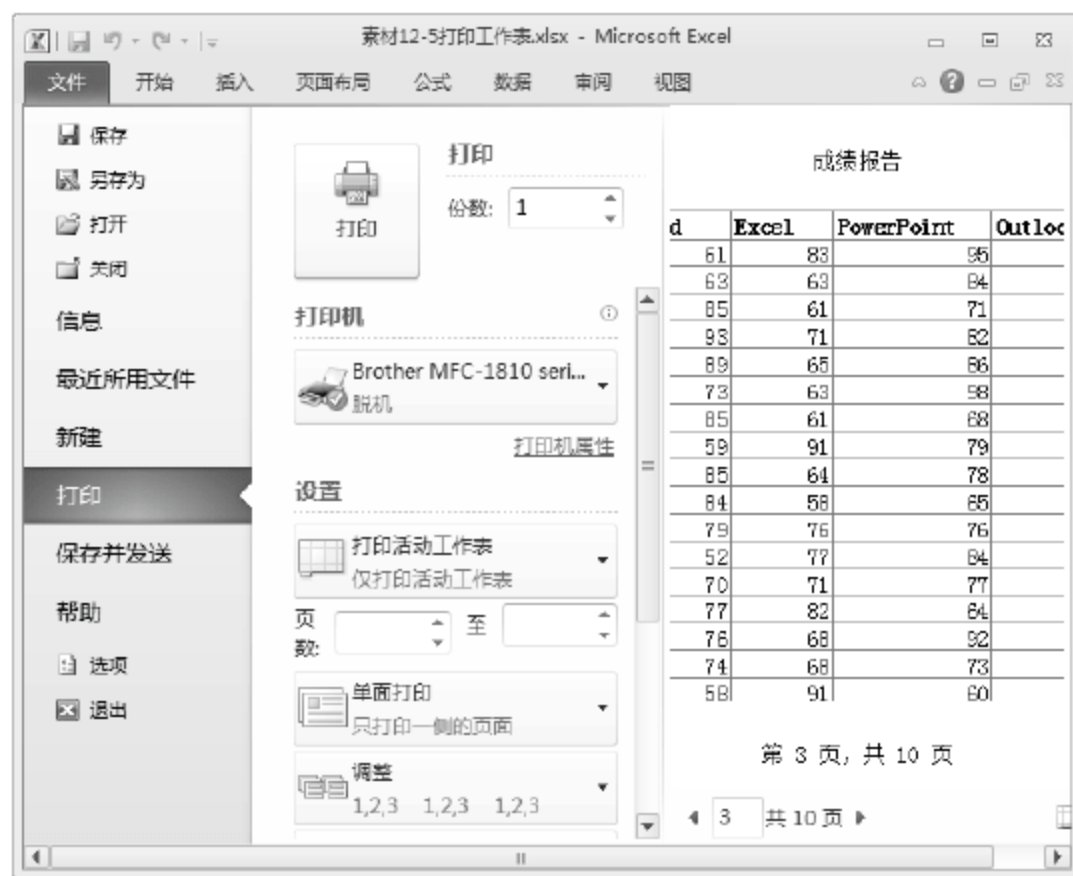 素材12-5打印工作表.xlsx - Microsoft Excel
文件 开始 插入 页面布局 公式 数据 审阅 视图
保存
另存为
打开
关闭
信息
最近所用文件
新建
打印
保存并发送
帮助
选项
退出
打印
打印
份数: 1
打印机
Brother MFC-1810 seri...
脱机
打印机属性
设置
打印活动工作表
仅打印活动工作表
页数: 至
单面打印
只打印一侧的页面
调整
1,2,3 1,2,3 1,2,3
成绩报告
d Excel PowerPoint Outloo
61 83 95
63 63 84
85 61 71
93 71 82
89 65 86
73 63 98
85 61 68
59 91 79
85 64 78
84 58 65
79 76 76
52 77 84
70 71 77
77 82 64
76 68 92
74 68 73
58 91 60
第 3 页, 共 10 页
3 共 10 页